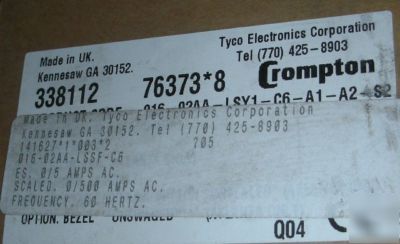 Tyco Electronics Corporation
Made in UK.
Kennesaw GA 30152.
Tel (770) 425-8903
338112 76373*8 Crompton
016-02AA-LSY1-C6-A1-A2-S2
Made in UK. Tyco Electronics Corporation
Kennesaw GA 30152. Tel (770) 425-8903
141627*1*003*2 705
016-02AA-LSSF-C6
FS. 0/5 AMPS AC.
SCALED. 0/500 AMPS AC.
FREQUENCY. 60 HERTZ.
OPTION. BEZEL UNSWAGED
Q04